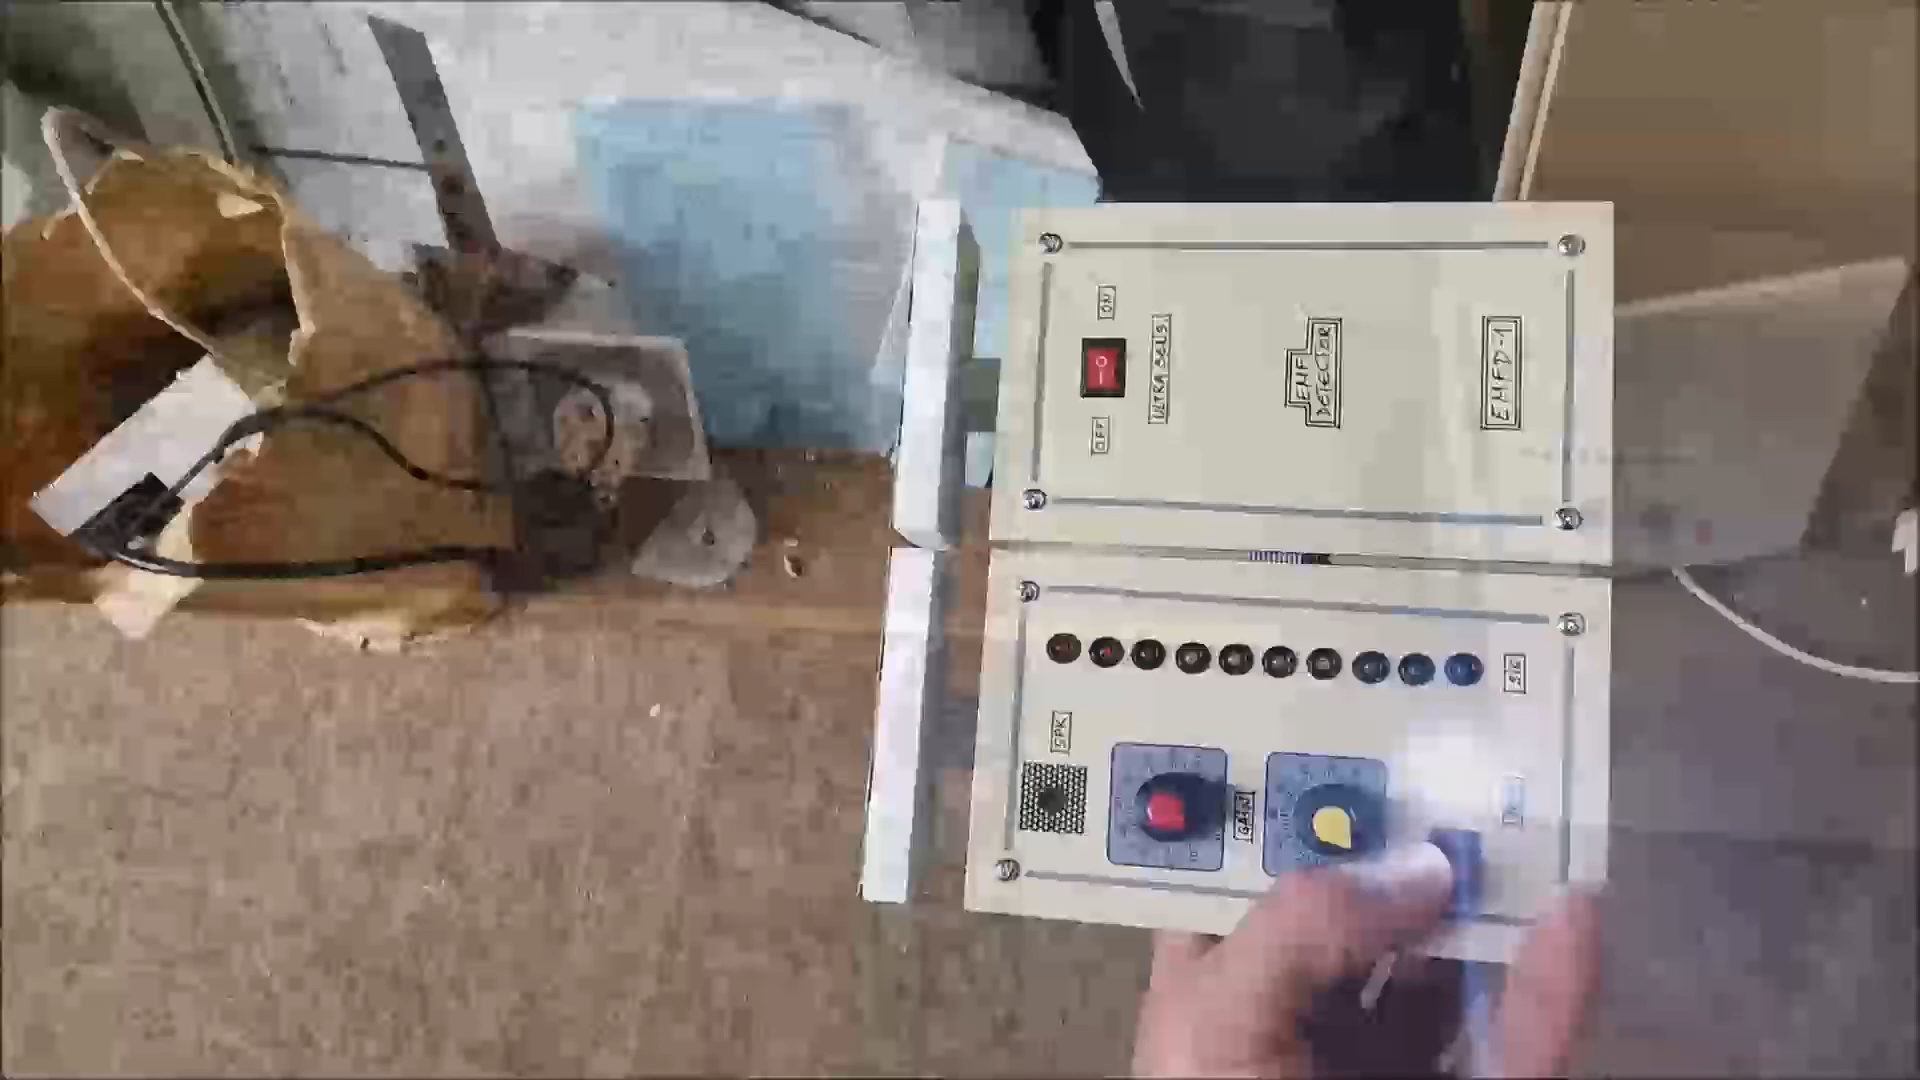 ON
OFF
ULTRA SENS.
EMF
DETECTOR
EMFD-1
SIG
SPK
GAIN